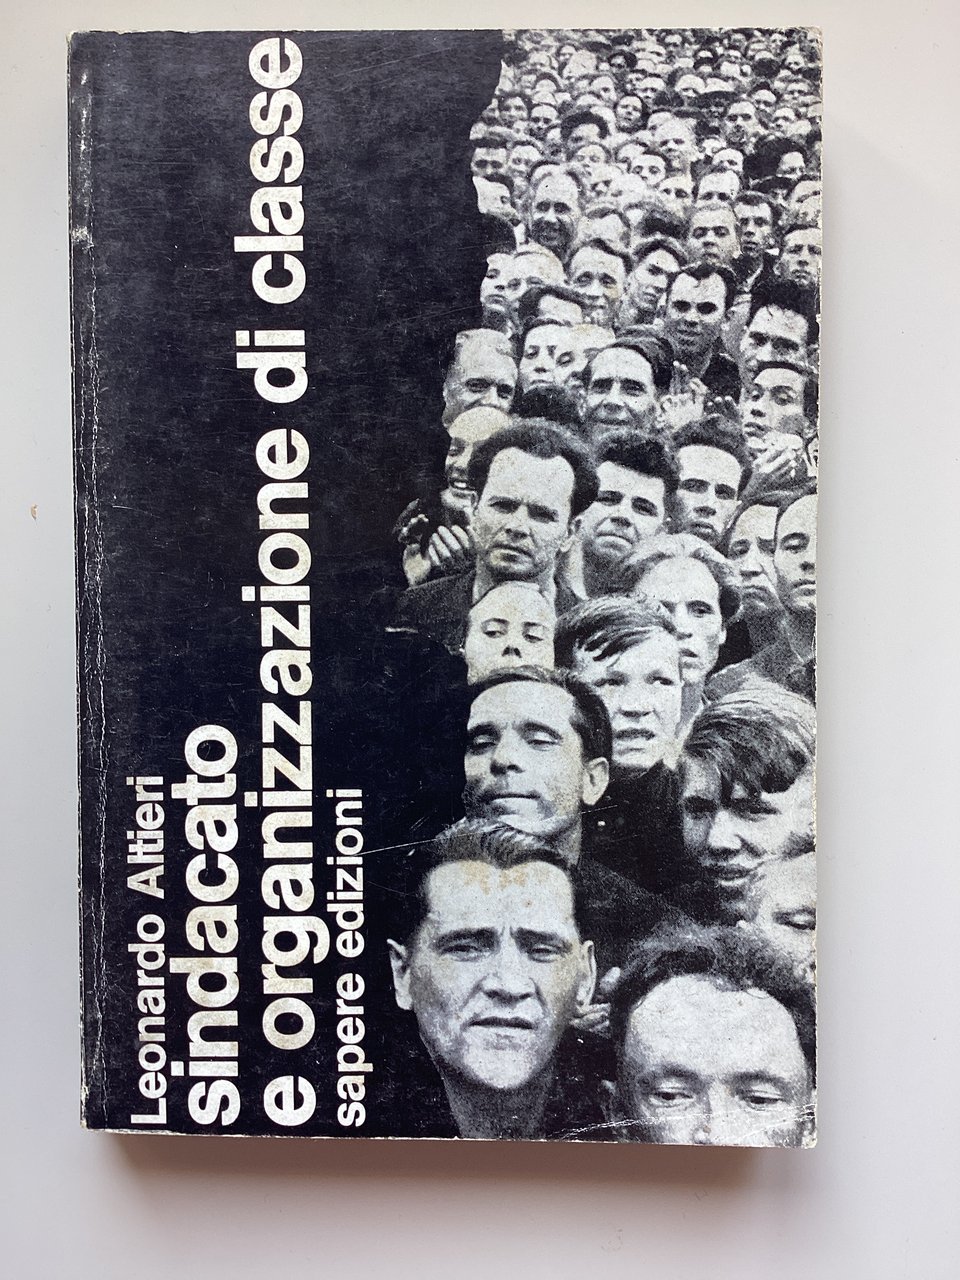 Leonardo Altieri
sindacato
e organizzazione di classe
sapere edizioni